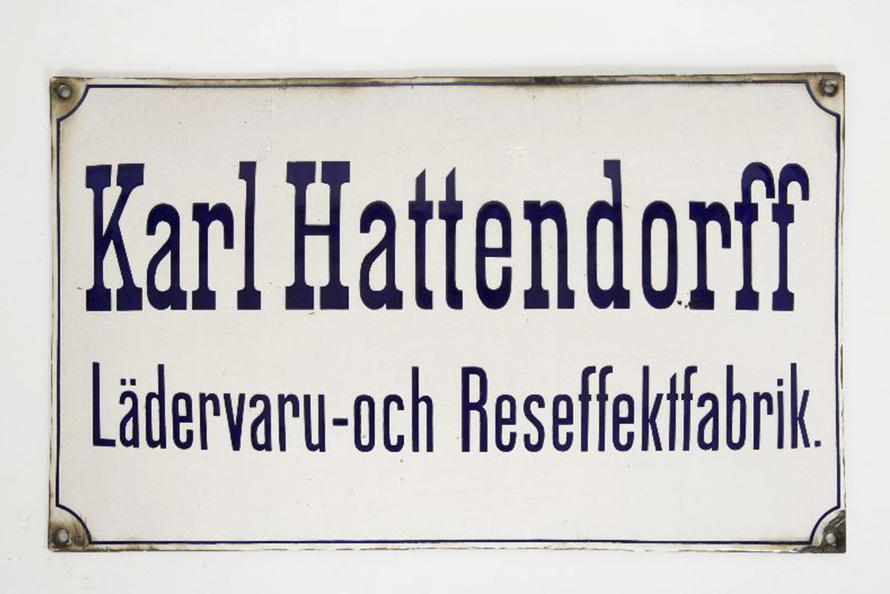 Karl Hattendorff
Lädervaru-och Reseffektfabrik.